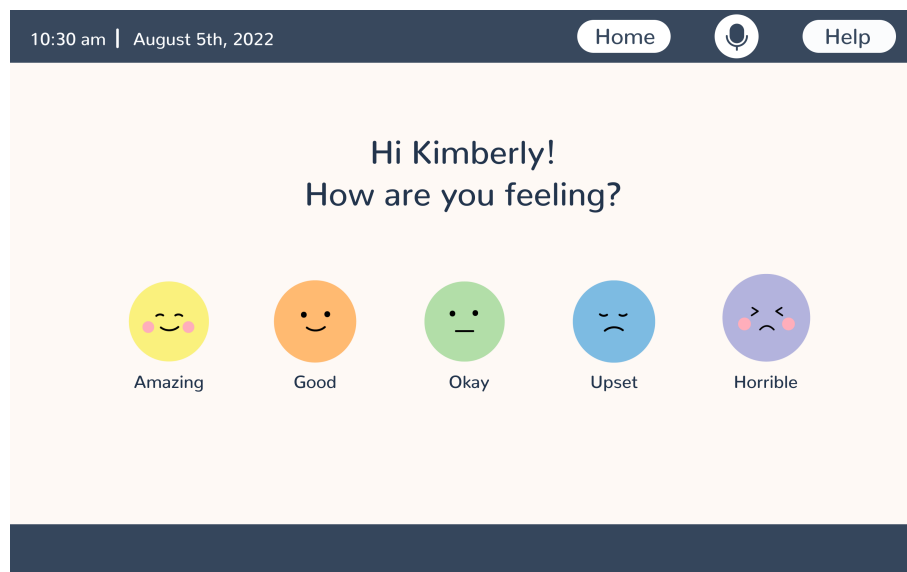 10:30 am | August 5th, 2022
Home
Help
Hi Kimberly!
How are you feeling?
Amazing
Good
Okay
Upset
Horrible